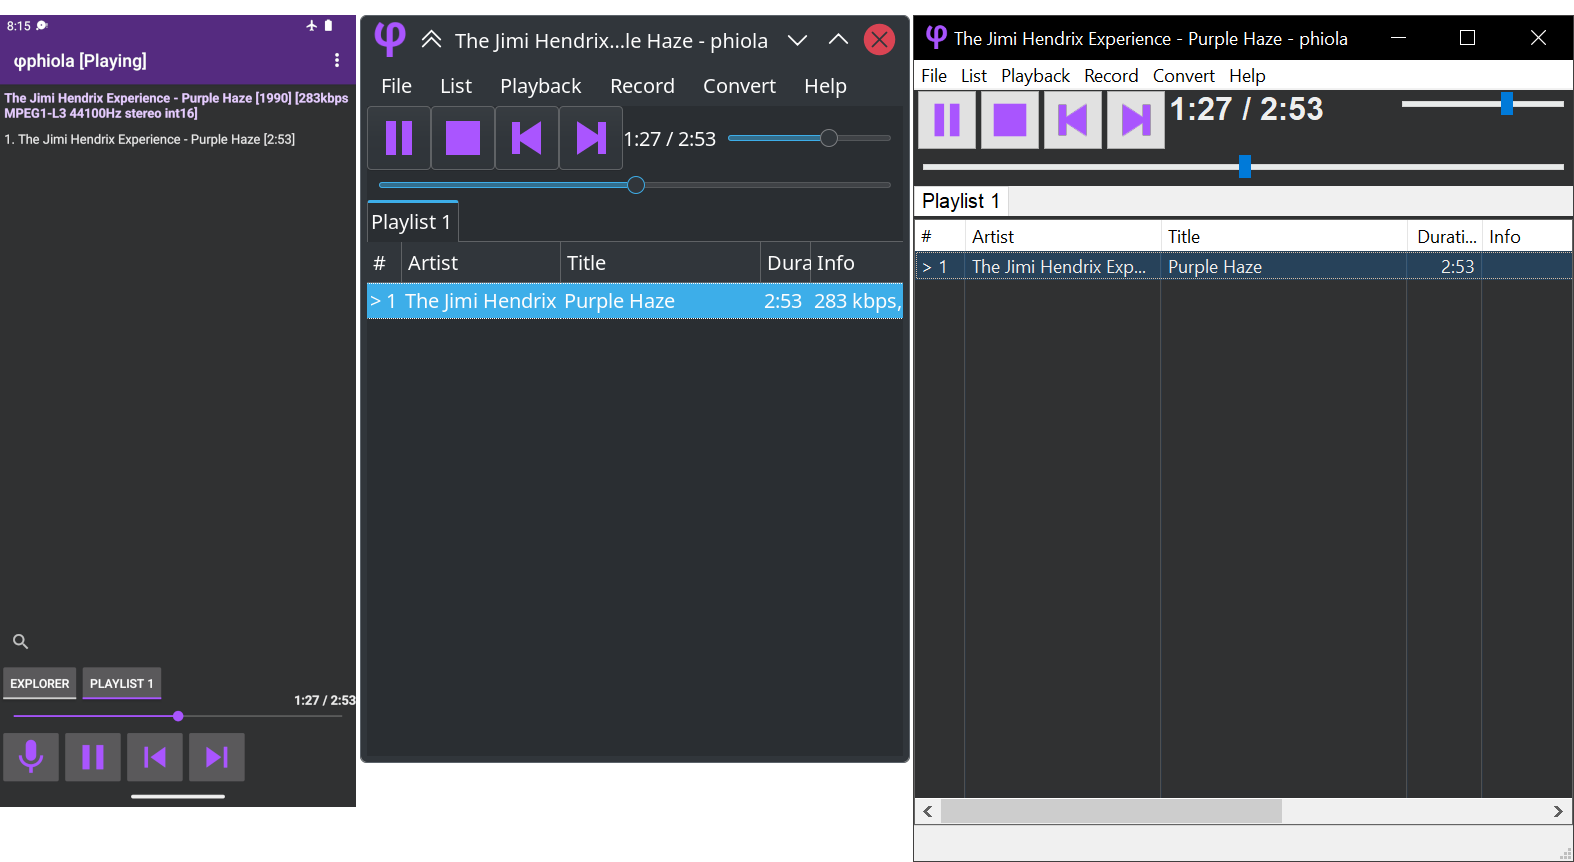 8:15
φphiola [Playing]
The Jimi Hendrix Experience - Purple Haze [1990] [283kbps
MPEG1-L3 44100Hz stereo int16]
1. The Jimi Hendrix Experience - Purple Haze [2:53]
EXPLORER
PLAYLIST 1
1:27 / 2:53
φ
The Jimi Hendrix...le Haze - phiola
File List Playback Record Convert Help
1:27 / 2:53
Playlist 1
# Artist Title Dura Info
> 1 The Jimi Hendrix Purple Haze 2:53 283 kbps,
φ
The Jimi Hendrix Experience - Purple Haze - phiola
File List Playback Record Convert Help
1:27 / 2:53
Playlist 1
# Artist Title Durati... Info
> 1 The Jimi Hendrix Exp... Purple Haze 2:53